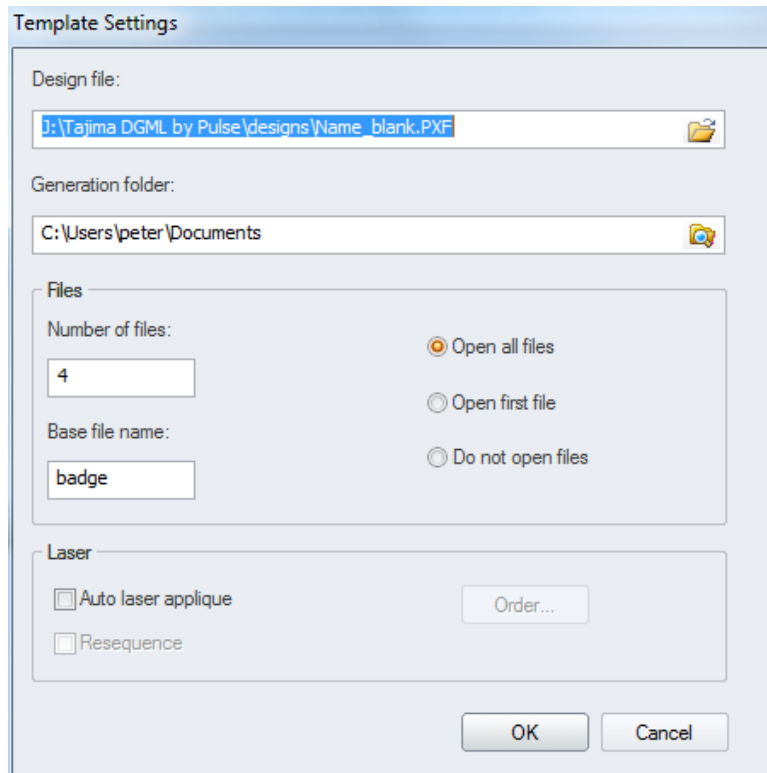 Template Settings
Design file:
J:\Tajima DGML by Pulse\designs\Name_blank.PXF
Generation folder:
C:\Users\peter\Documents
Files
Number of files:
4
Open all files
Open first file
Base file name:
badge
Do not open files
Laser
Auto laser applique
Order...
Resequence
OK
Cancel